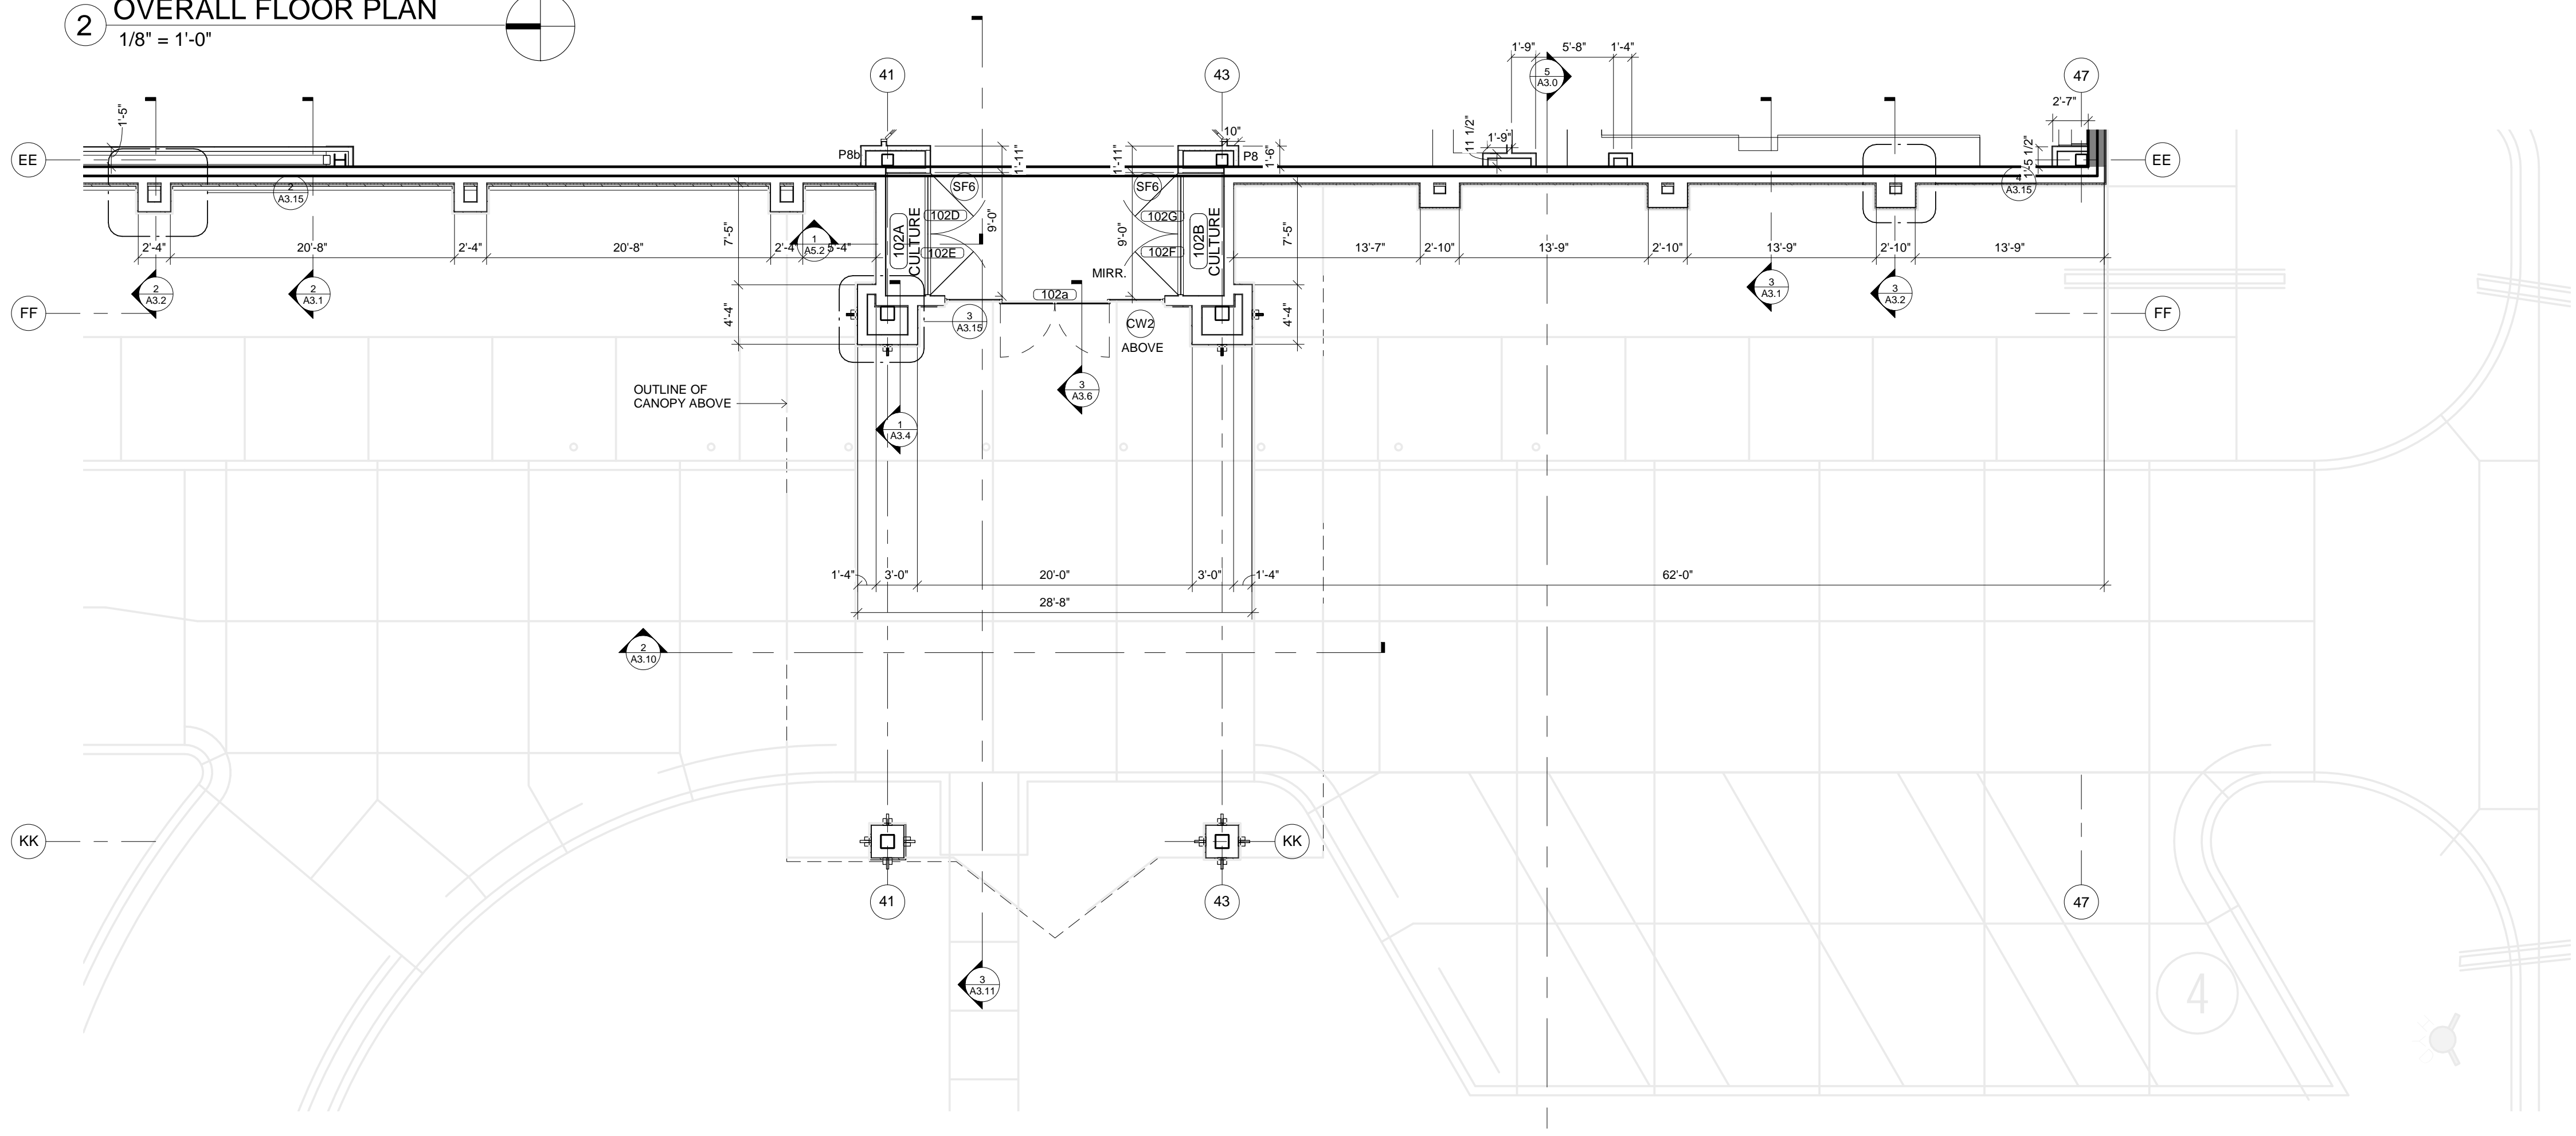 2 OVERALL FLOOR PLAN
1/8" = 1'-0"
41
43
47
1'-9" 5'-8" 1'-4"
5
A3.0
2'-7"
1'-5"
10"
11 1/2"
1'-9"
EE
P8b
1'-11"
1'-11"
P8
1'-6"
1'-5 1/2"
EE
2
A3.15
SF6
SF6
4
A3.15
102D
102G
102A
CULTURE
102E
9'-0"
9'-0"
102F
102B
CULTURE
7'-5"
7'-5"
1
A5.2
2'-4" 20'-8" 2'-4" 20'-8" 2'-4" 5'-4"
13'-7" 2'-10" 13'-9" 2'-10" 13'-9" 2'-10" 13'-9"
MIRR.
102a
2
A3.2
2
A3.1
3
A3.1
3
A3.2
FF
4'-4"
3
A3.15
CW2
ABOVE
4'-4"
FF
OUTLINE OF
CANOPY ABOVE
3
A3.6
1
A3.4
1'-4" 3'-0" 20'-0" 3'-0" 1'-4" 62'-0"
28'-8"
2
A3.10
KK
KK
41
43
47
3
A3.11
4